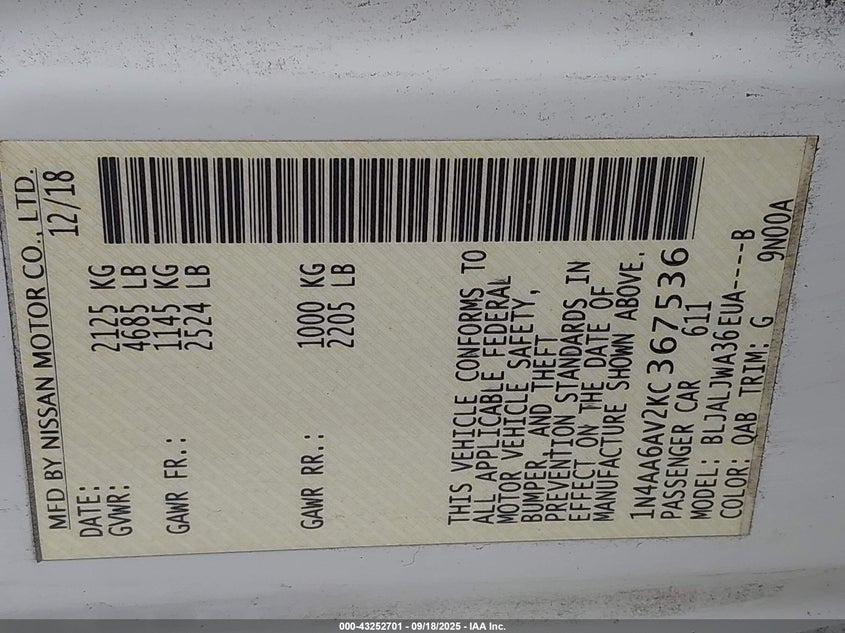 MFD BY NISSAN MOTOR CO., LTD.
DATE: 12/18
GVWR: 2125 KG
4685 LB
GAWR FR.: 1145 KG
2524 LB
GAWR RR.: 1000 KG
2205 LB
THIS VEHICLE CONFORMS TO
ALL APPLICABLE FEDERAL
MOTOR VEHICLE SAFETY,
BUMPER, AND THEFT
PREVENTION STANDARDS IN
EFFECT ON THE DATE OF
MANUFACTURE SHOWN ABOVE.
1N4AA6AV2KC367536
PASSENGER CAR 611
MODEL: BLJALJWA36EUA----B
COLOR: QAB TRIM: G 9N00A
000-43252701 - 09/18/2025 - IAA Inc.